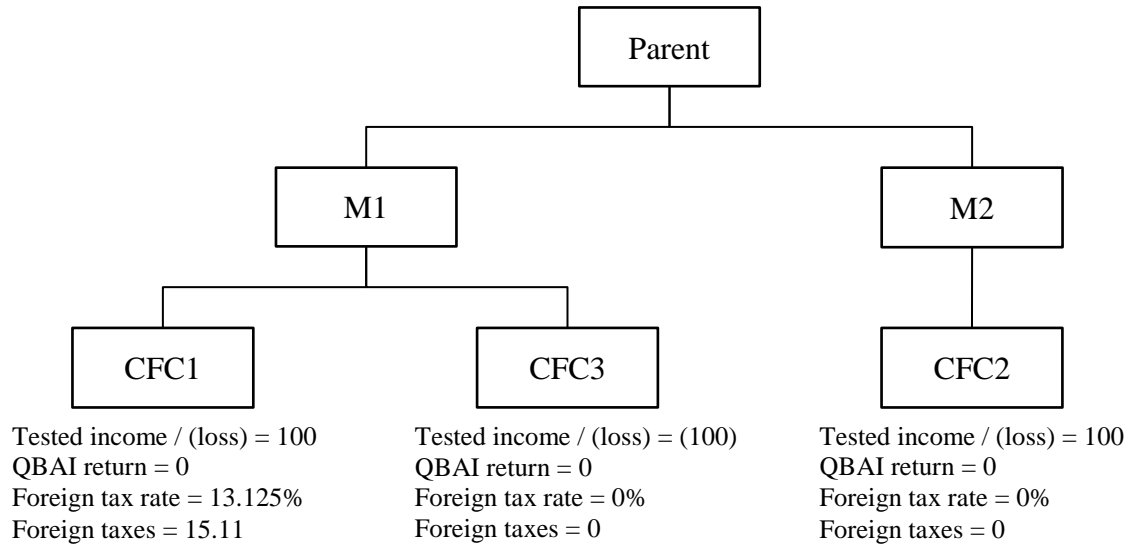 Parent
M1
M2
CFC1
CFC3
CFC2
Tested income / (loss) = 100
QBAI return = 0
Foreign tax rate = 13.125%
Foreign taxes = 15.11
Tested income / (loss) = (100)
QBAI return = 0
Foreign tax rate = 0%
Foreign taxes = 0
Tested income / (loss) = 100
QBAI return = 0
Foreign tax rate = 0%
Foreign taxes = 0